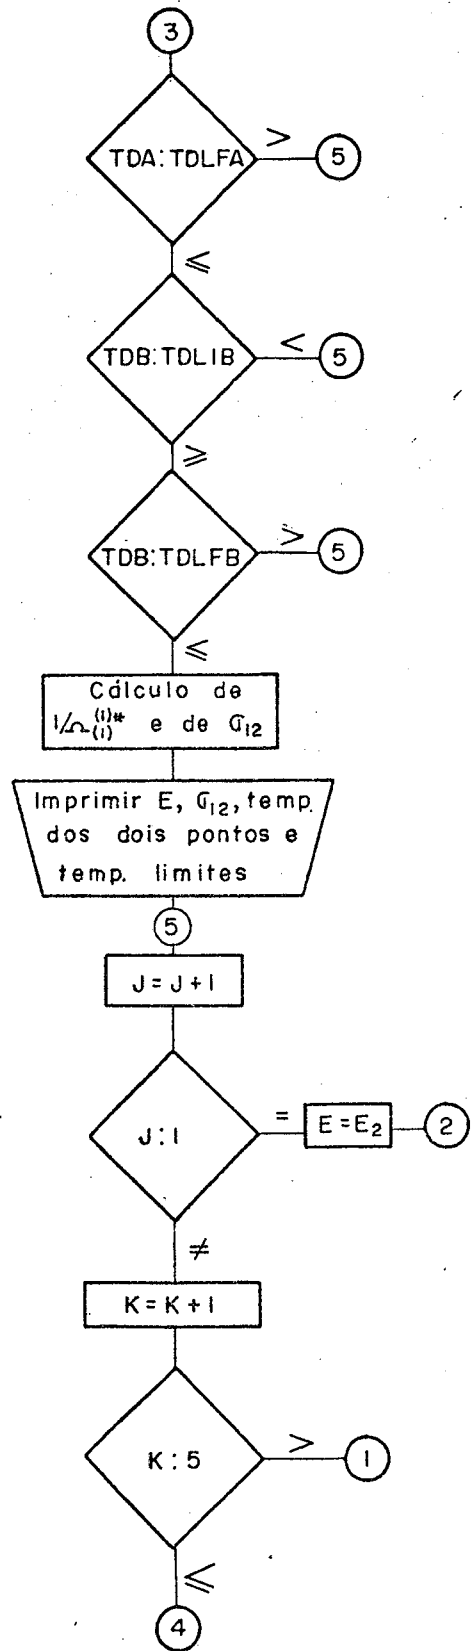 3
TDA:TDLFA
>
5
≤
TDB:TDLIB
<
5
≥
TDB:TDLFB
>
5
≤
Cálculo de
1/Ω(1)(1)* e de σ12
Imprimir E, σ12, temp.
dos dois pontos e
temp. limites
5
J = J + 1
J : 1
=
E = E2
2
≠
K = K + 1
K : 5
>
1
≤
4